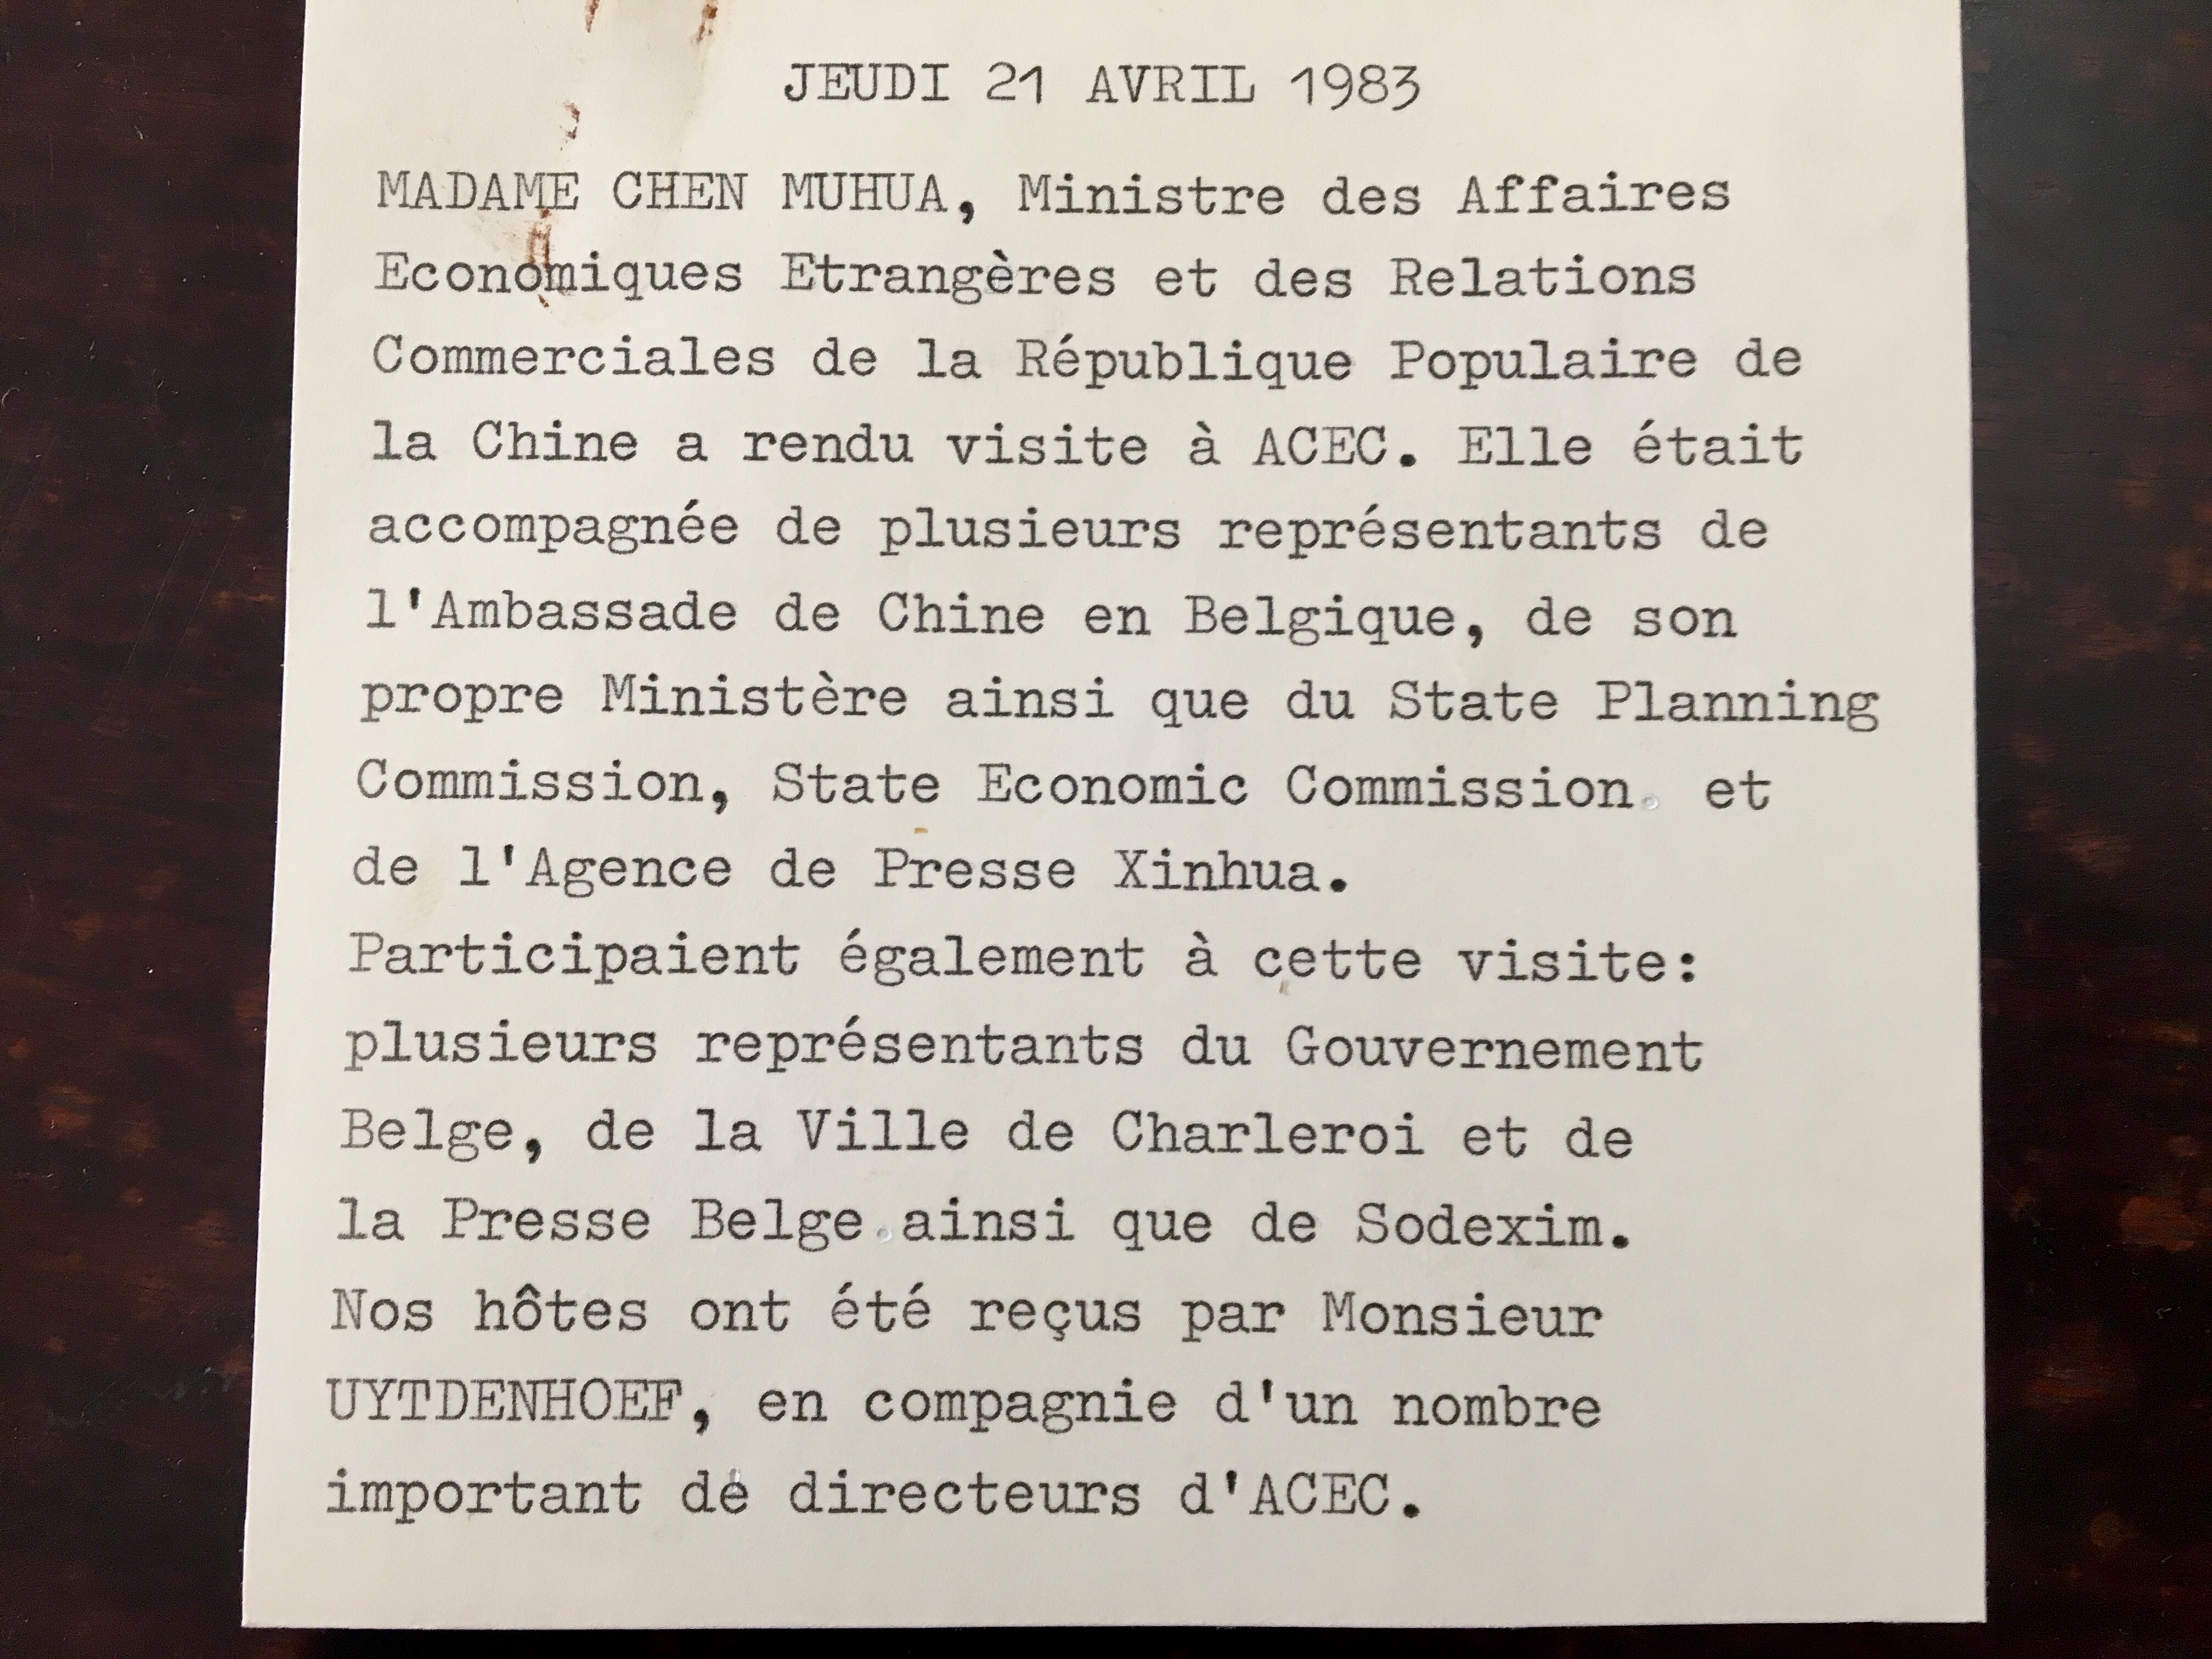 JEUDI 21 AVRIL 1983
MADAME CHEN MUHUA, Ministre des Affaires
Economiques Etrangères et des Relations
Commerciales de la République Populaire de
la Chine a rendu visite à ACEC. Elle était
accompagnée de plusieurs représentants de
l'Ambassade de Chine en Belgique, de son
propre Ministère ainsi que du State Planning
Commission, State Economic Commission et
de l'Agence de Presse Xinhua.
Participaient également à cette visite:
plusieurs représentants du Gouvernement
Belge, de la Ville de Charleroi et de
la Presse Belge ainsi que de Sodexim.
Nos hôtes ont été reçus par Monsieur
UYTDENHOEF, en compagnie d'un nombre
important de directeurs d'ACEC.